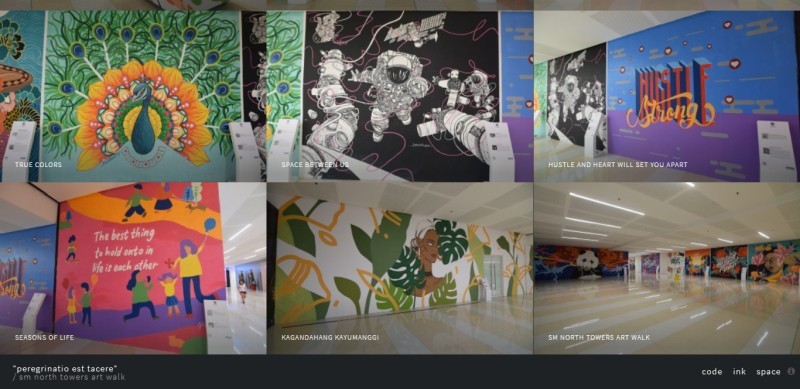 TRUE COLORS
SPACE BETWEEN US
HUSTLE
Strong
HUSTLE AND HEART WILL SET YOU APART
The best thing
to hold onto in
life is each other
SEASONS OF LIFE
KAGANDAHANG KAYUMANGGI
SM NORTH TOWERS ART WALK
"peregrinatio est tacere"
/ sm north towers art walk
code ink space